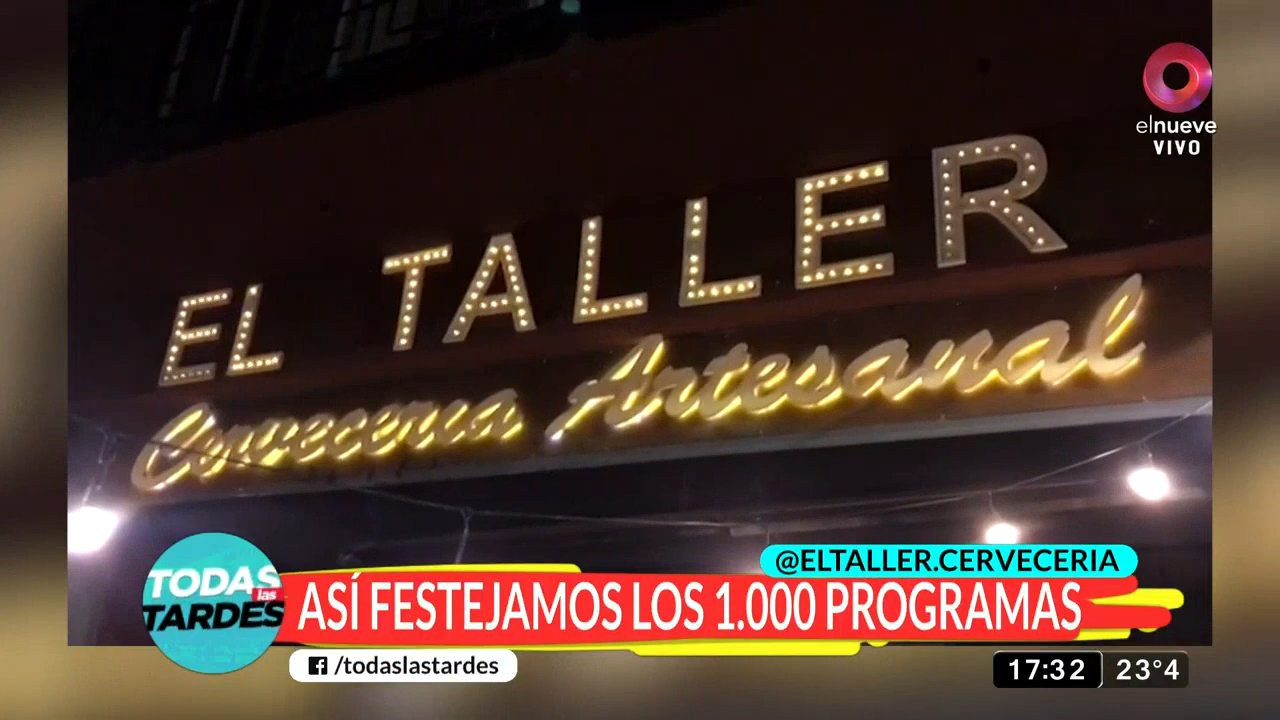 elnueve
VIVO
EL TALLER
Cerveceria Artesanal
@ELTALLER.CERVECERIA
TODAS
las
TARDES
ASÍ FESTEJAMOS LOS 1.000 PROGRAMAS
/todaslastardes
17:32 23°4